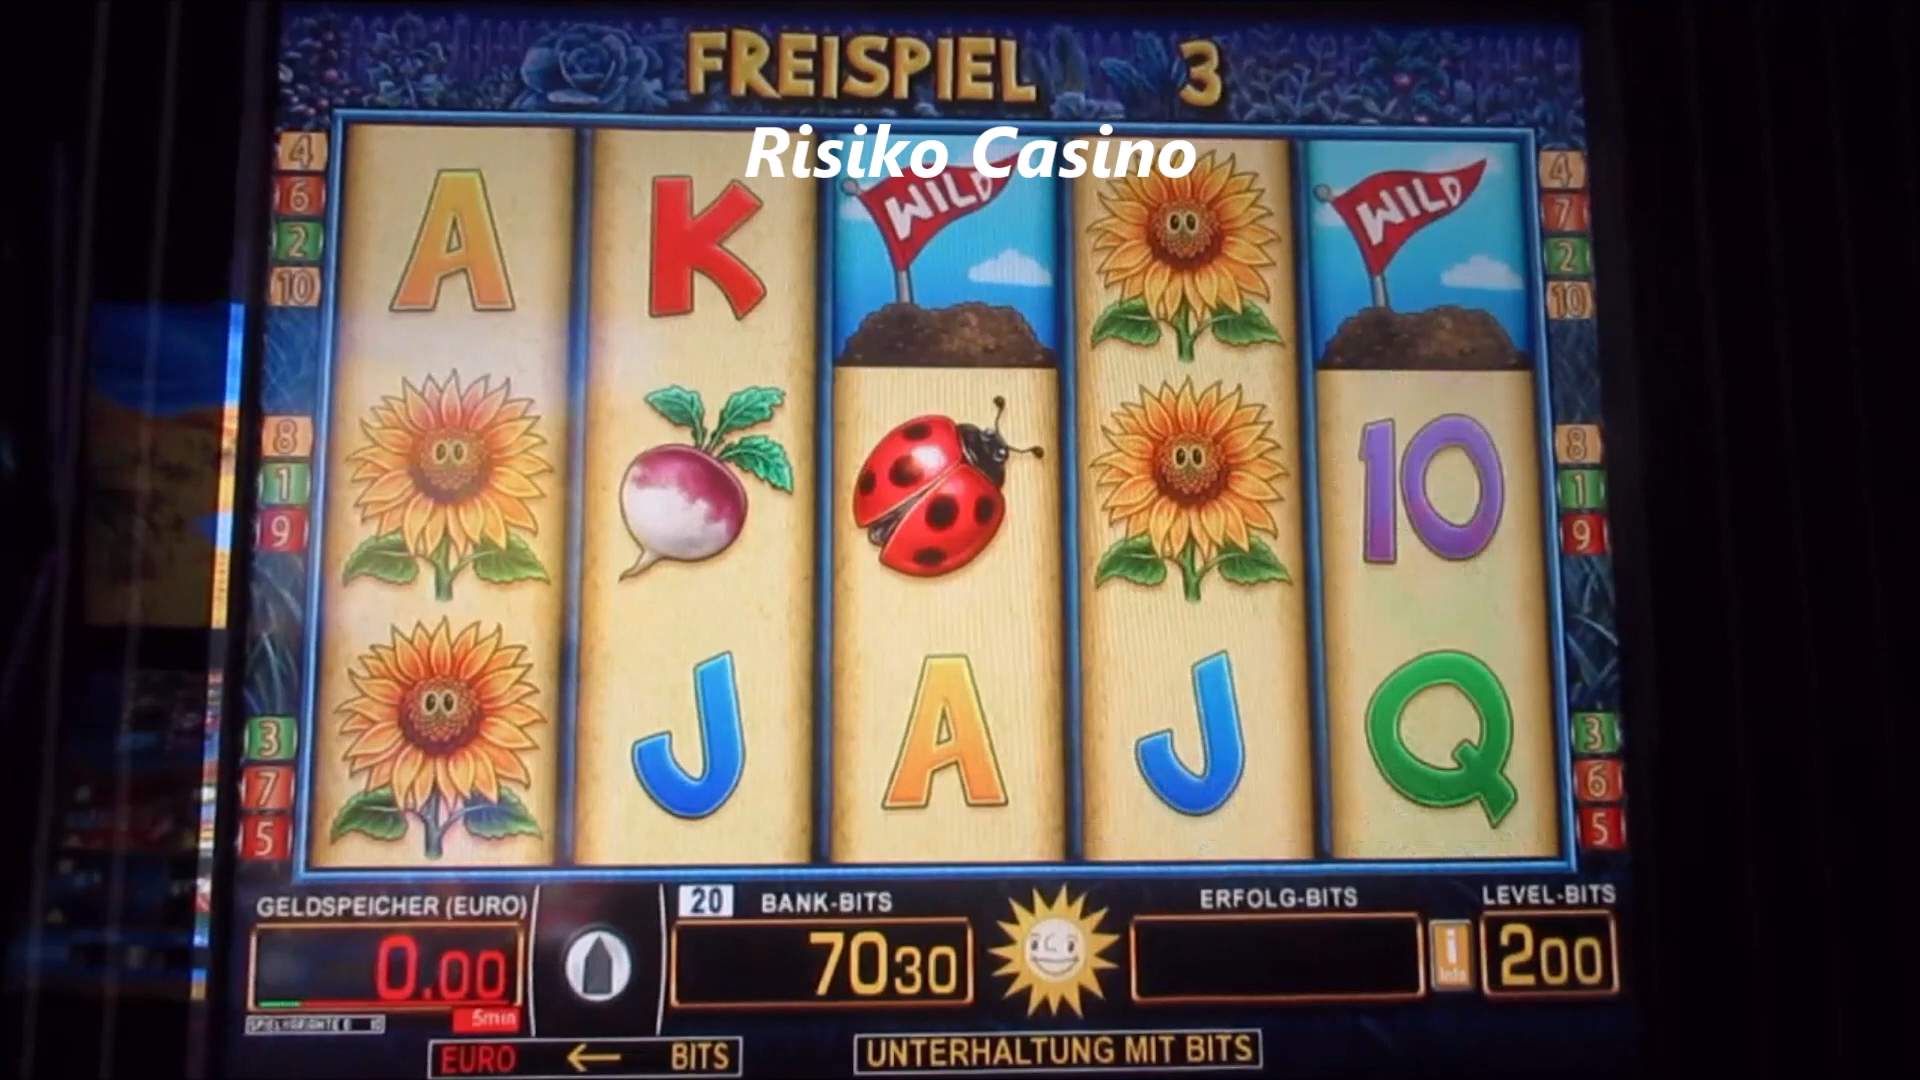 FREISPIEL 3
Risiko Casino
4 4
6 7
2 2
10 10
A K WILD WILD
8 8
1 1
9 9
10
3 3
7 6
5 5
J A J Q
GELDSPEICHER (EURO) 20 BANK-BITS ERFOLG-BITS LEVEL-BITS
0.00 7030 i Info 200
5min
EURO ← BITS UNTERHALTUNG MIT BITS